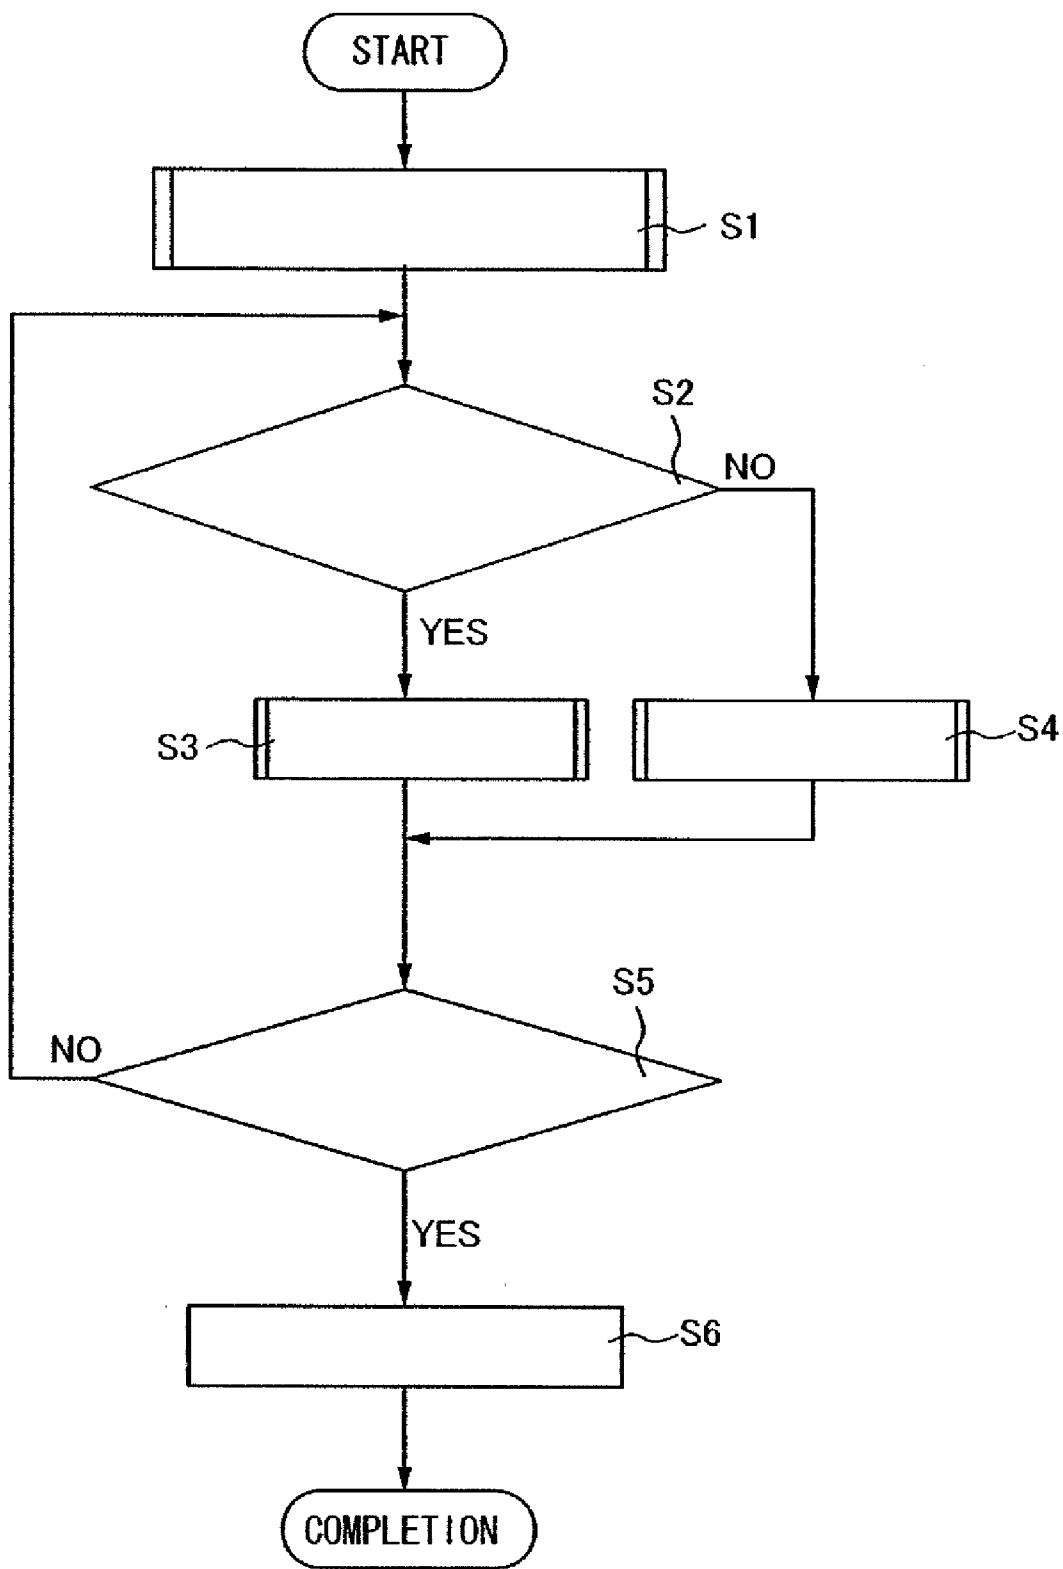 START
S1
S2
NO
YES
S3
S4
S5
NO
YES
S6
COMPLETION